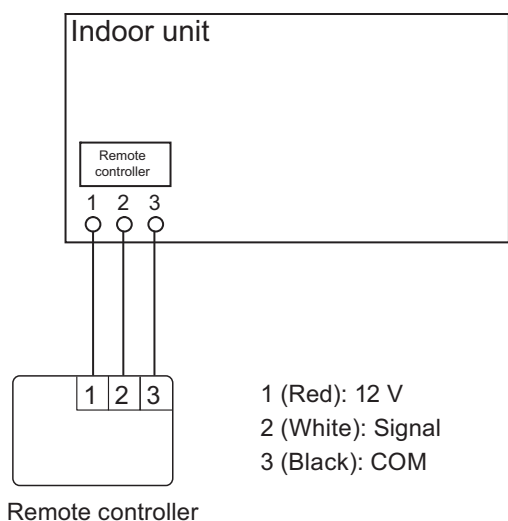 Indoor unit
Remote
controller
1 2 3
1 2 3
1 (Red): 12 V
2 (White): Signal
3 (Black): COM
Remote controller